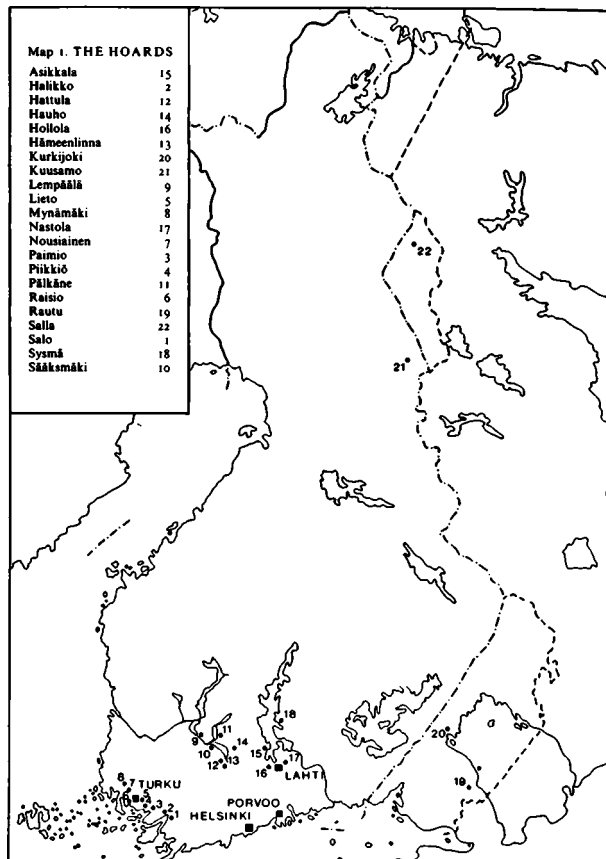 Map 1. THE HOARDS
Asikkala 15
Halikko 2
Hattula 12
Hauho 14
Hollola 16
Hämeenlinna 13
Kurkijoki 20
Kuusamo 21
Lempäälä 9
Lieto 5
Mynämäki 8
Nastola 17
Nousiainen 7
Paimio 3
Piikkiö 4
Pälkäne 11
Raisio 6
Rautu 19
Salla 22
Salo 1
Sysmä 18
Sääksmäki 10
22
21
18
9 11
20
10 14 15
12 13 16 17
LAHTI
19
8
7 TURKU
6 5
4 3 2
1
PORVOO
HELSINKI